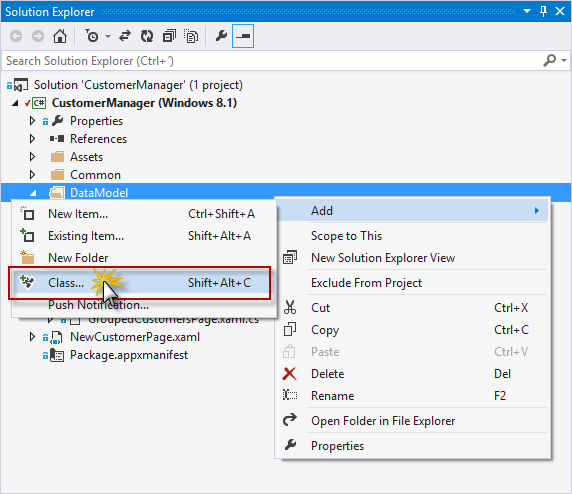 Solution Explorer
Search Solution Explorer (Ctrl+´)
Solution 'CustomerManager' (1 project)
C# CustomerManager (Windows 8.1)
Properties
References
Assets
Common
DataModel
New Item... Ctrl+Shift+A
Existing Item... Shift+Alt+A
New Folder
Class... Shift+Alt+C
Push Notification...
GroupedCustomersPage.xaml.cs
NewCustomerPage.xaml
Package.appxmanifest
Add
Scope to This
New Solution Explorer View
Exclude From Project
Cut Ctrl+X
Copy Ctrl+C
Paste Ctrl+V
Delete Del
Rename F2
Open Folder in File Explorer
Properties